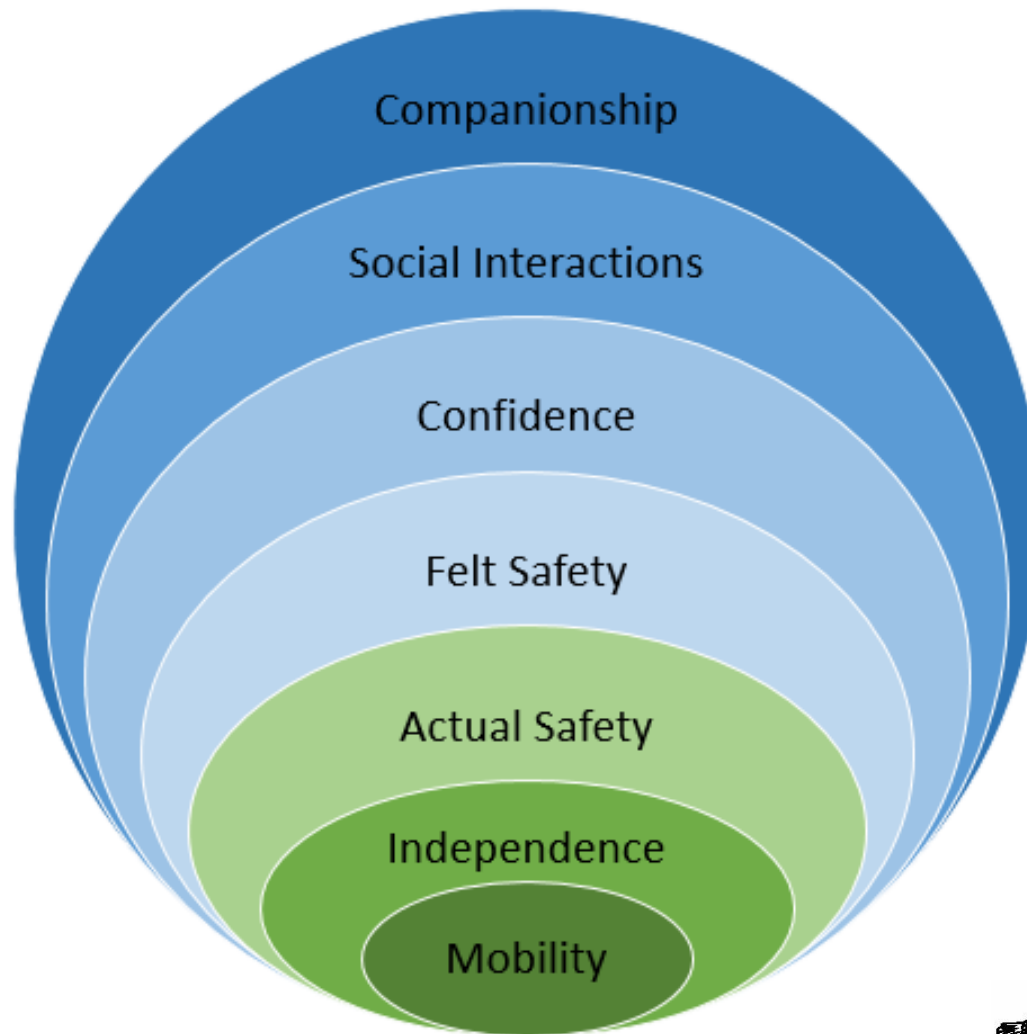 Companionship
Social Interactions
Confidence
Felt Safety
Actual Safety
Independence
Mobility